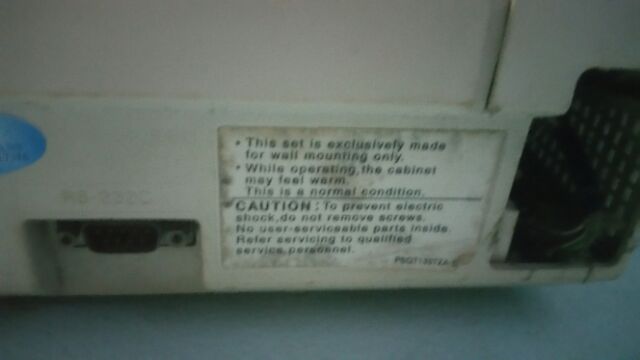 • This set is exclusively made
for wall mounting only.
• While operating, the cabinet
may feel warm.
This is a normal condition.
CAUTION : To prevent electric
shock, do not remove screws.
No user-serviceable parts inside.
Refer servicing to qualified
service personnel.
RS-232C